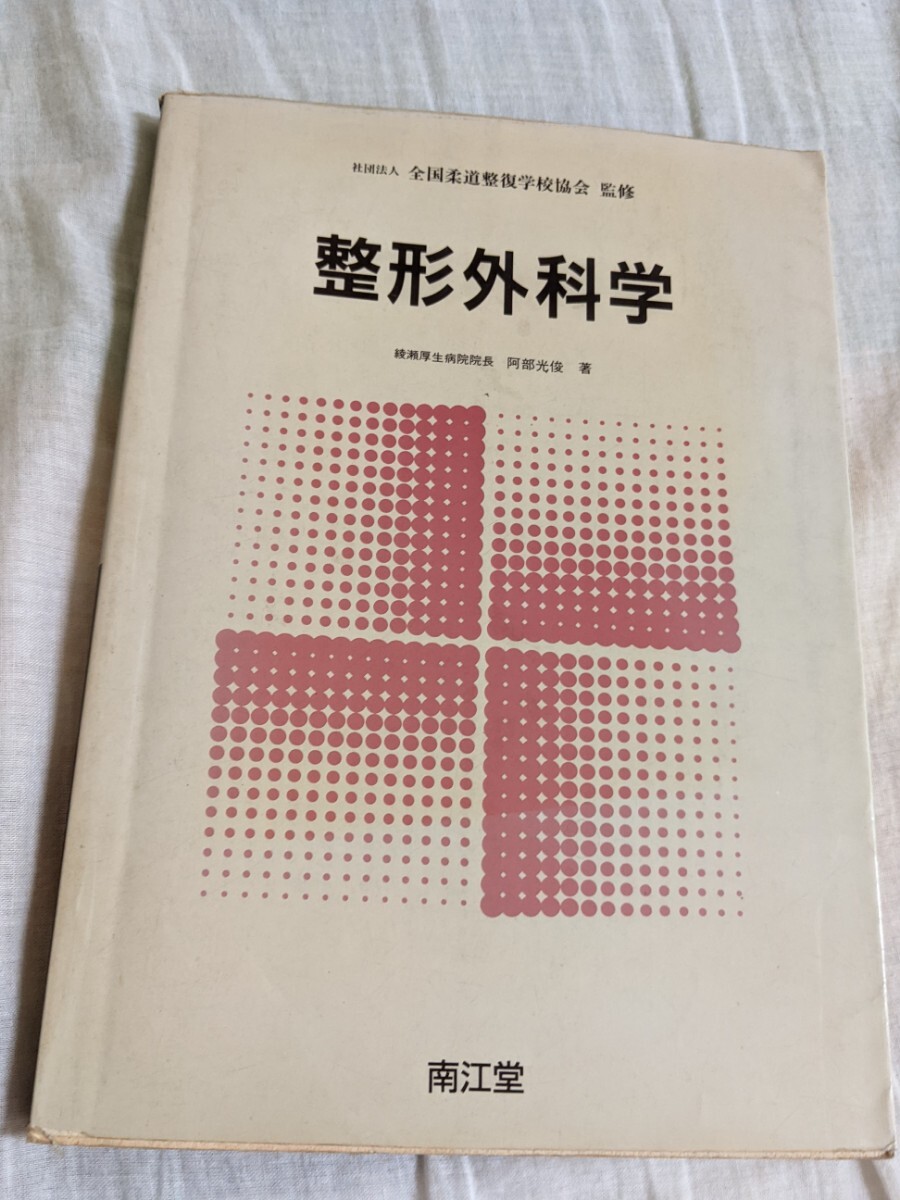 社団法人 全国柔道整復学校協会 監修
整形外科学
綾瀬厚生病院院長 阿部光俊 著
南江堂